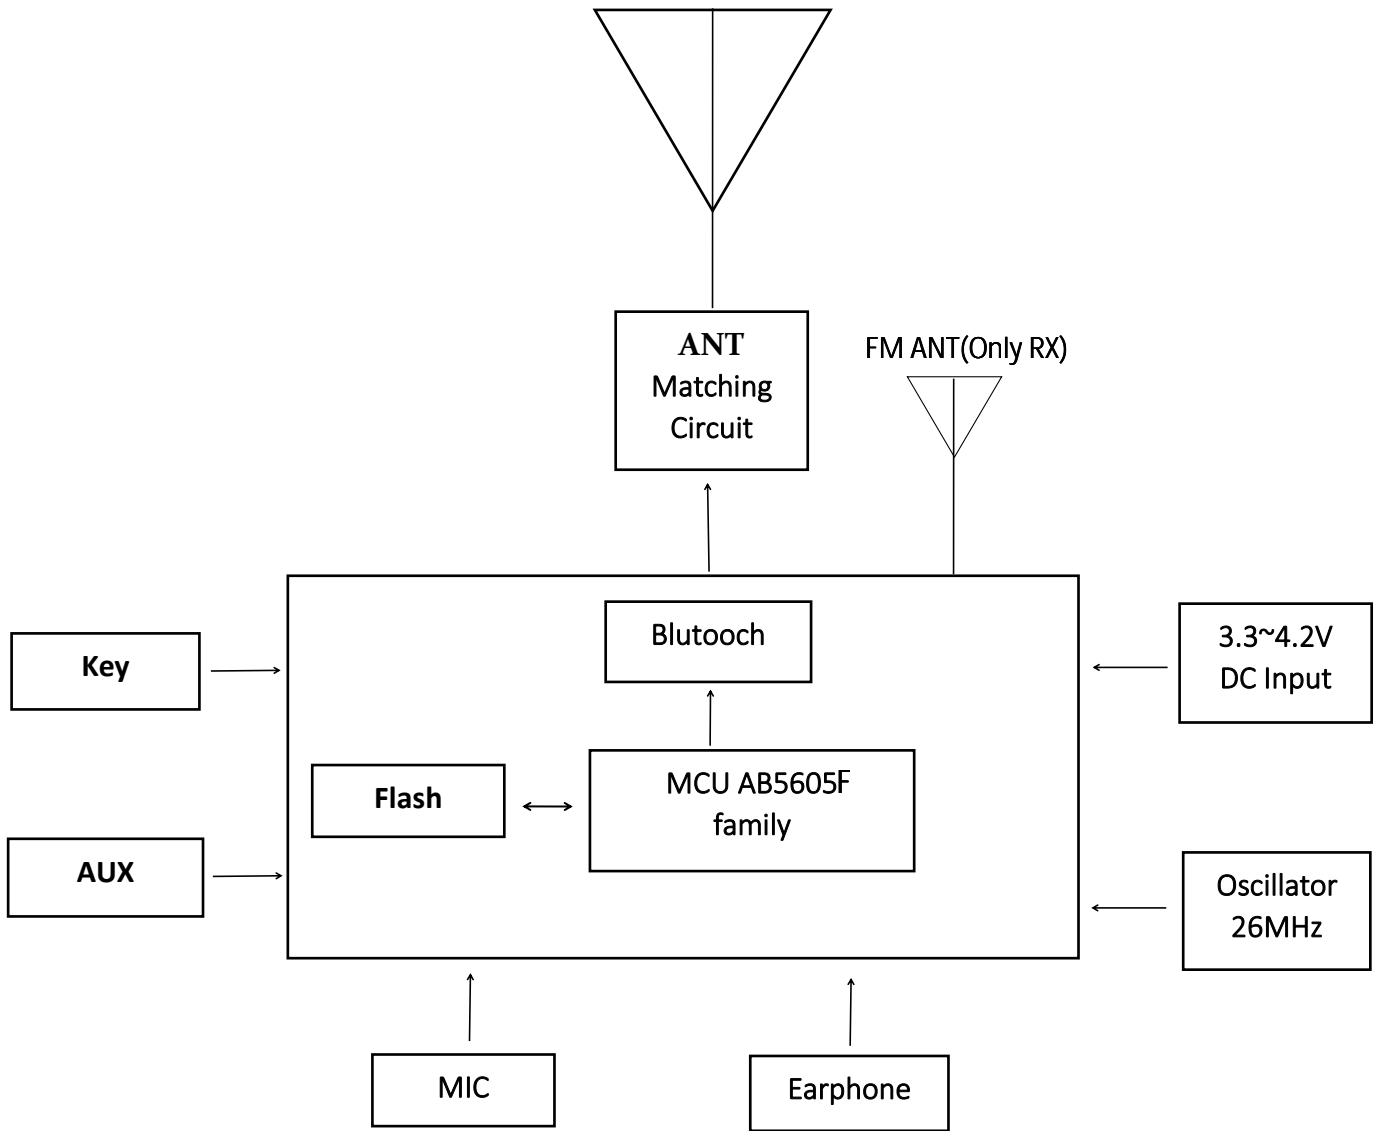 ANT
Matching
Circuit
FM ANT(Only RX)
Blutooch
Key
3.3~4.2V
DC Input
Flash
MCU AB5605F
family
AUX
Oscillator
26MHz
MIC
Earphone